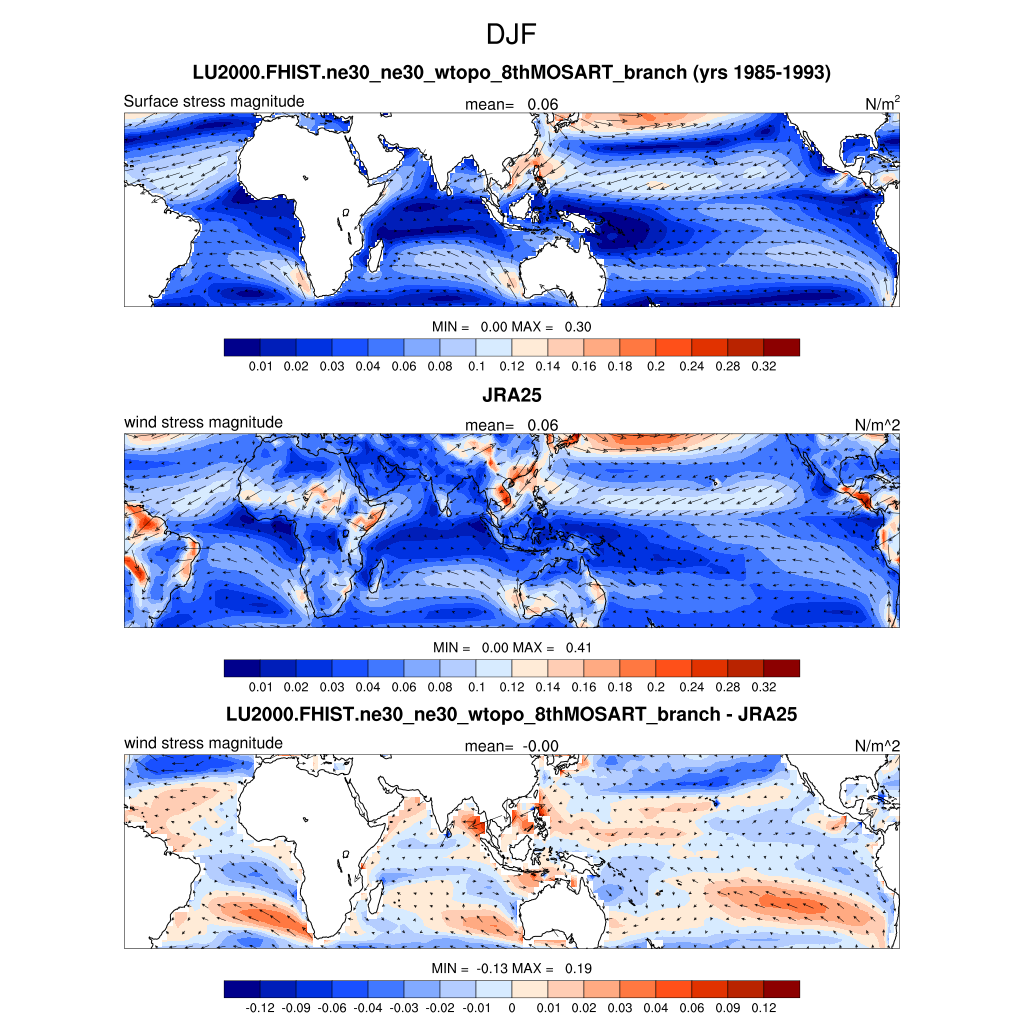 DJF
LU2000.FHIST.ne30_ne30_wtopo_8thMOSART_branch (yrs 1985-1993)
Surface stress magnitude mean= 0.06 N/m2
MIN = 0.00 MAX = 0.30
0.01 0.02 0.03 0.04 0.06 0.08 0.1 0.12 0.14 0.16 0.18 0.2 0.24 0.28 0.32
JRA25
wind stress magnitude mean= 0.06 N/m^2
MIN = 0.00 MAX = 0.41
0.01 0.02 0.03 0.04 0.06 0.08 0.1 0.12 0.14 0.16 0.18 0.2 0.24 0.28 0.32
LU2000.FHIST.ne30_ne30_wtopo_8thMOSART_branch - JRA25
wind stress magnitude mean= -0.00 N/m^2
MIN = -0.13 MAX = 0.19
-0.12 -0.09 -0.06 -0.04 -0.03 -0.02 -0.01 0 0.01 0.02 0.03 0.04 0.06 0.09 0.12